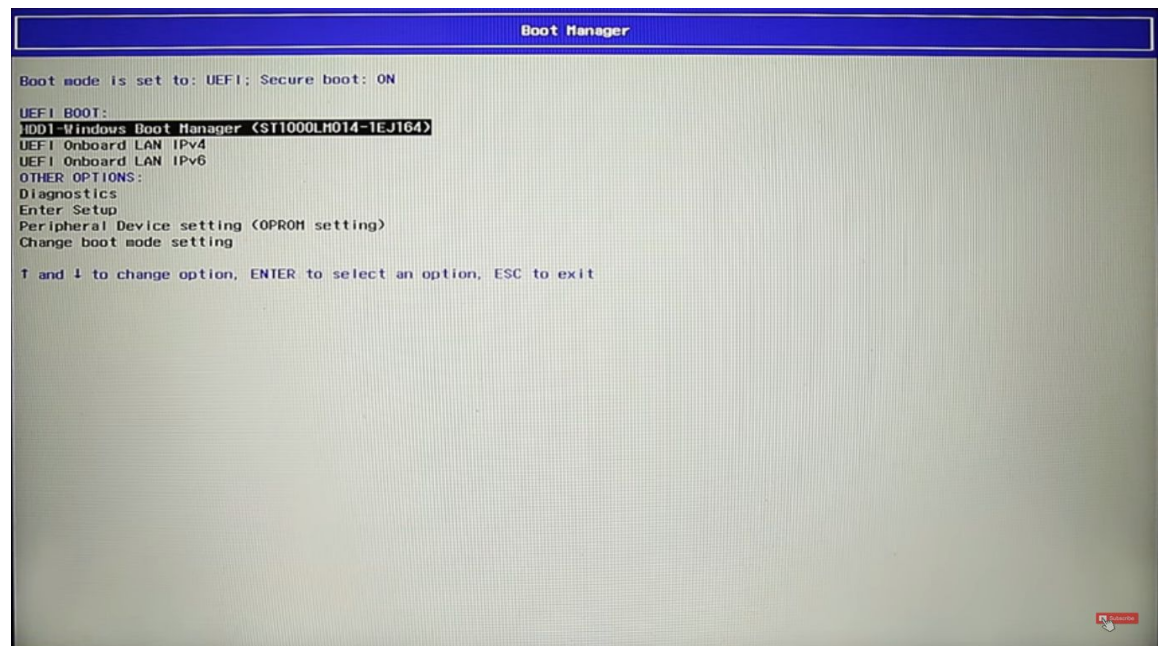 Boot Manager
Boot mode is set to: UEFI; Secure boot: ON
UEFI BOOT:
HDD1-Windows Boot Manager (ST1000LM014-1EJ164)
UEFI Onboard LAN IPv4
UEFI Onboard LAN IPv6
OTHER OPTIONS:
Diagnostics
Enter Setup
Peripheral Device setting (OPROM setting)
Change boot mode setting
↑ and ↓ to change option, ENTER to select an option, ESC to exit
Subscribe